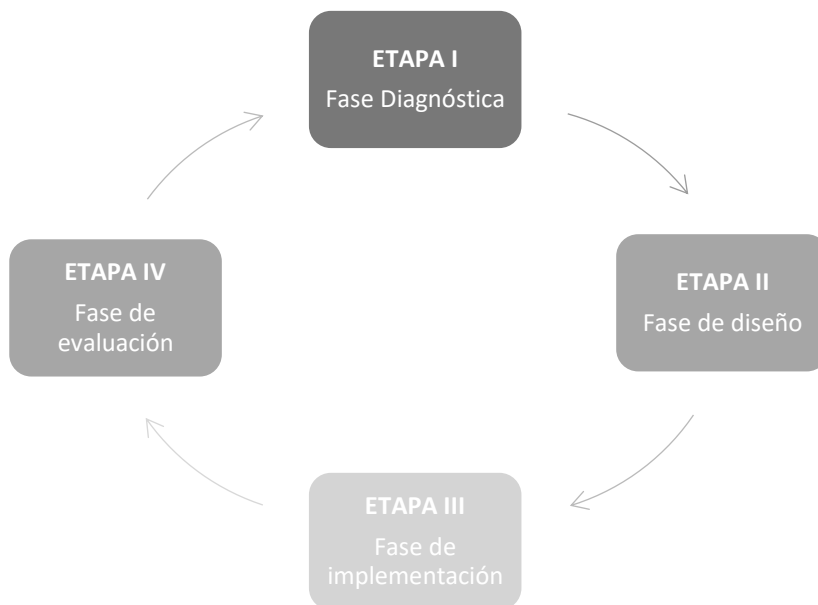 ETAPA I
Fase Diagnóstica
ETAPA II
Fase de diseño
ETAPA III
Fase de
implementación
ETAPA IV
Fase de
evaluación